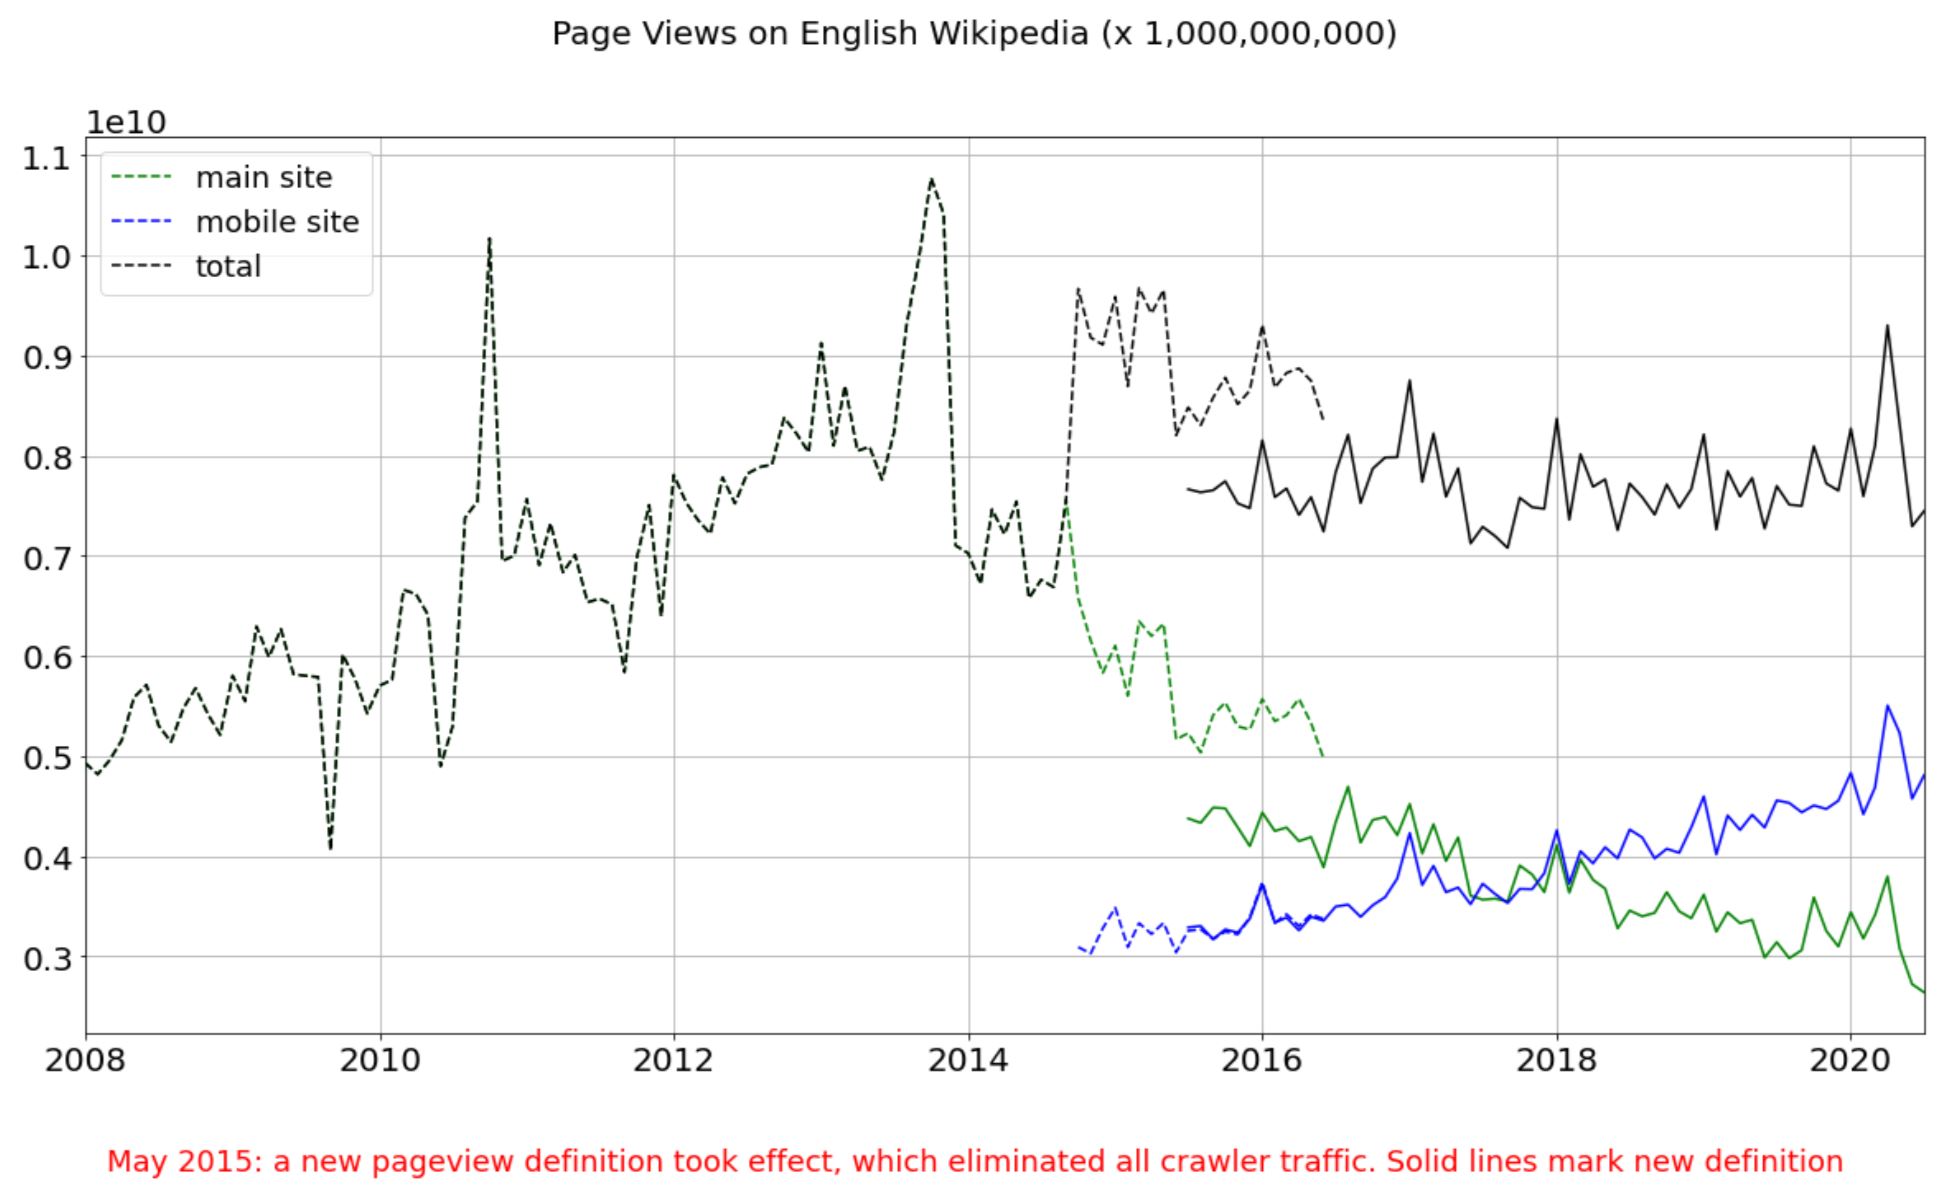 Page Views on English Wikipedia (x 1,000,000,000)
1e10
1.1
1.0
0.9
0.8
0.7
0.6
0.5
0.4
0.3
main site
mobile site
total
2008 2010 2012 2014 2016 2018 2020
May 2015: a new pageview definition took effect, which eliminated all crawler traffic. Solid lines mark new definition